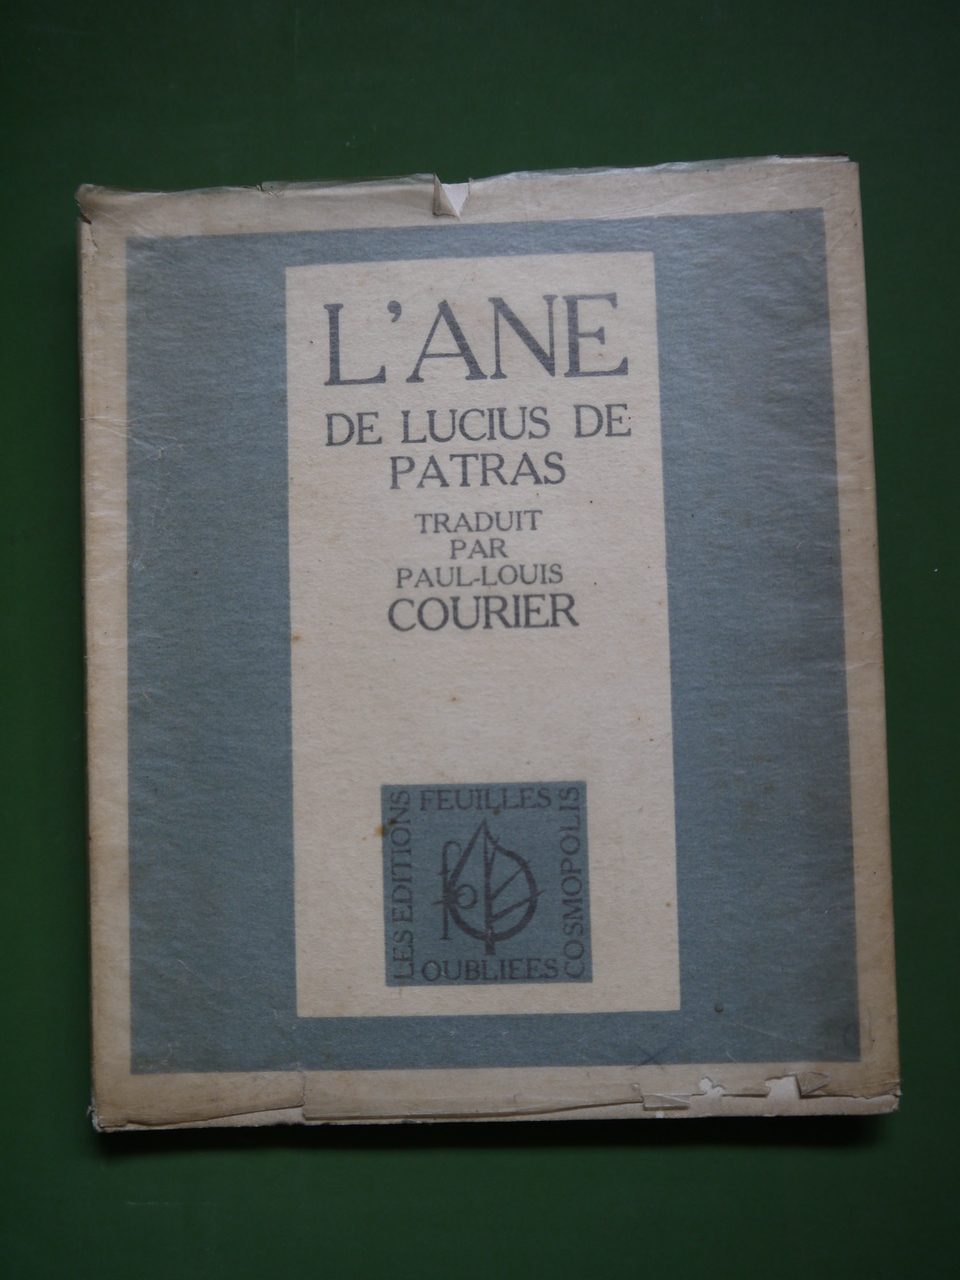 L'ANE
DE LUCIUS DE
PATRAS
TRADUIT
PAR
PAUL-LOUIS
COURIER
LES EDITIONS
FEUILLES
COSMOPOLIS
OUBLIEES